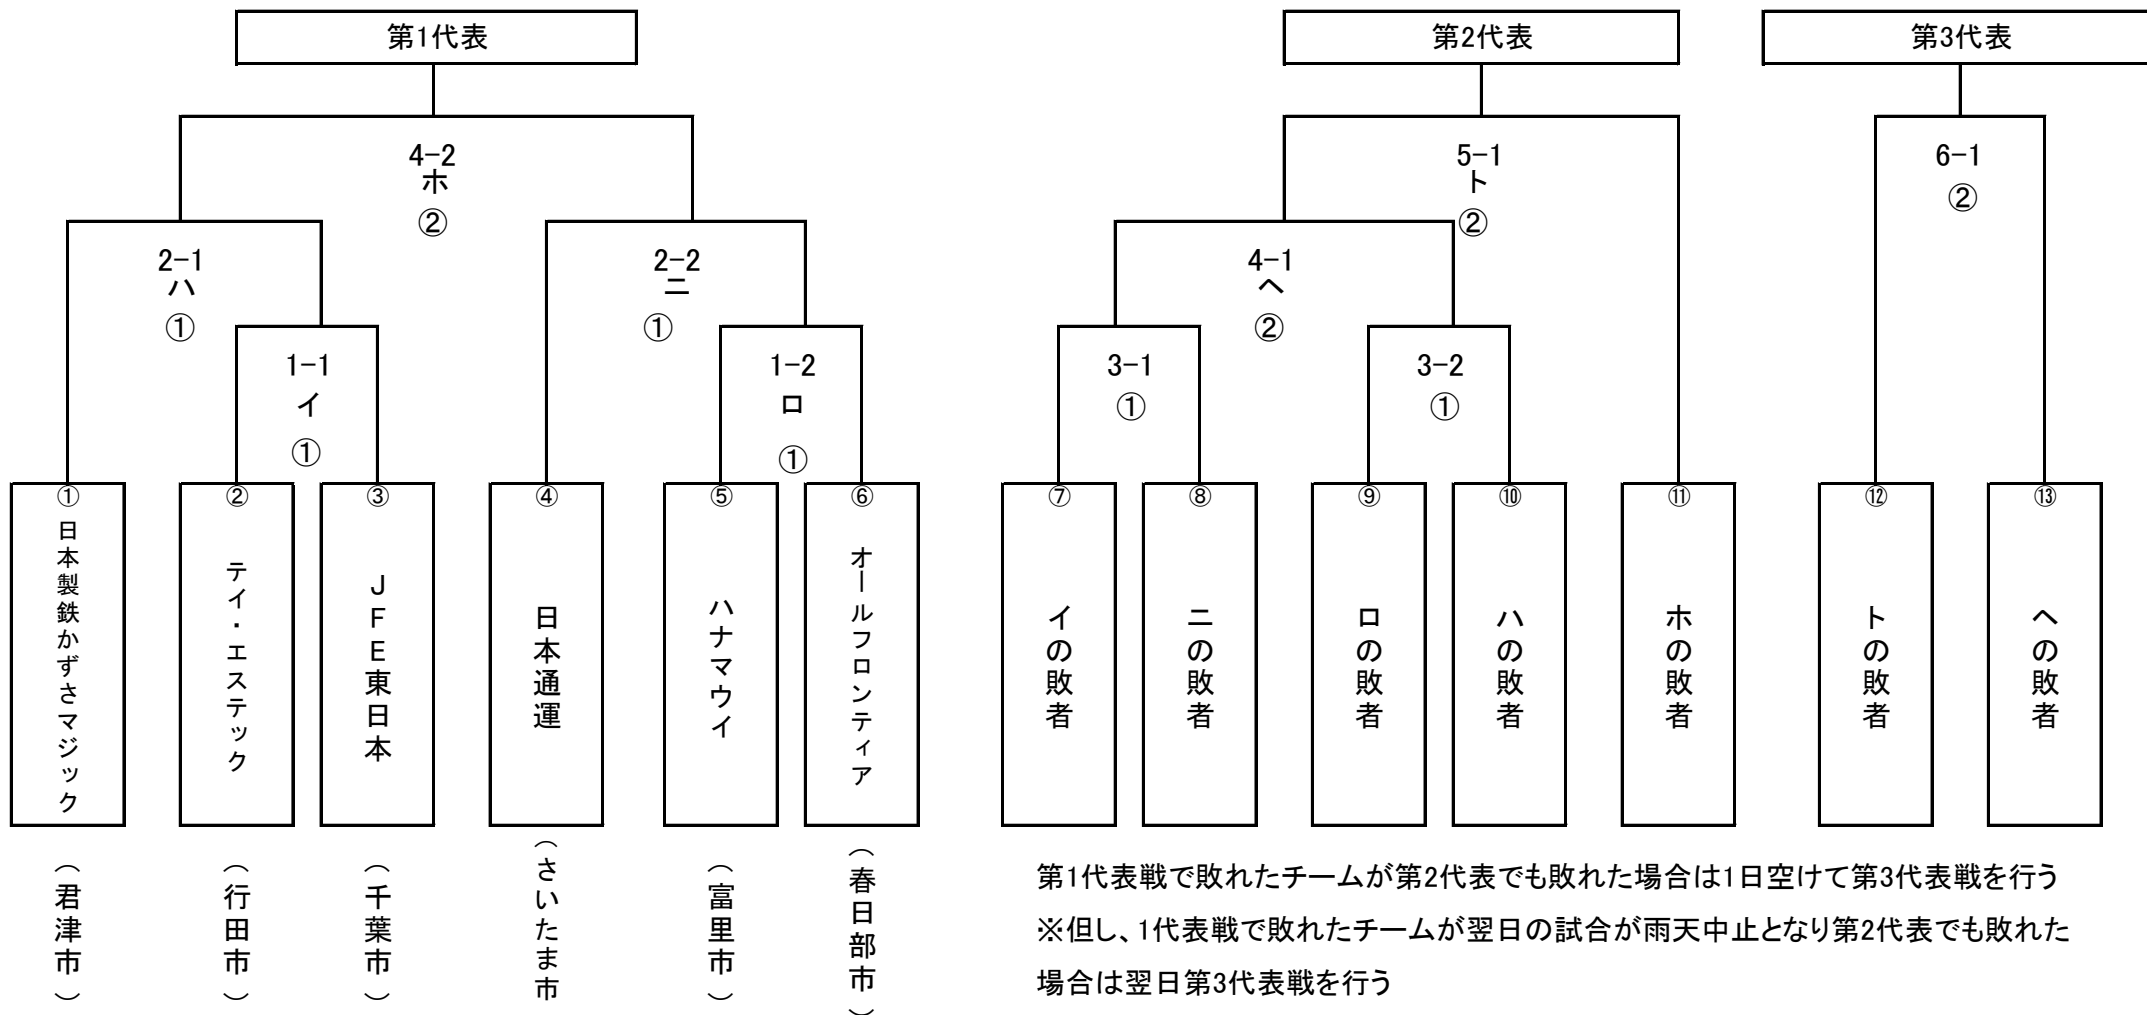 第1代表
第2代表
第3代表
4-2
ホ
②
5-1
ト
②
6-1
②
2-1
ハ
①
2-2
ニ
①
4-1
ヘ
②
1-1
イ
①
1-2
ロ
①
3-1
①
3-2
①
①
日本製鉄かずさマジック
②
テイ・エステック
③
JFE東日本
④
日本通運
⑤
ハナマウイ
⑥
オールフロンティア
⑦
イの敗者
⑧
ニの敗者
⑨
ロの敗者
⑩
ハの敗者
⑪
ホの敗者
⑫
トの敗者
⑬
ヘの敗者
（君津市）
（行田市）
（千葉市）
（さいたま市
（富里市）
（春日部市）
第1代表戦で敗れたチームが第2代表でも敗れた場合は1日空けて第3代表戦を行う
※但し、1代表戦で敗れたチームが翌日の試合が雨天中止となり第2代表でも敗れた
場合は翌日第3代表戦を行う